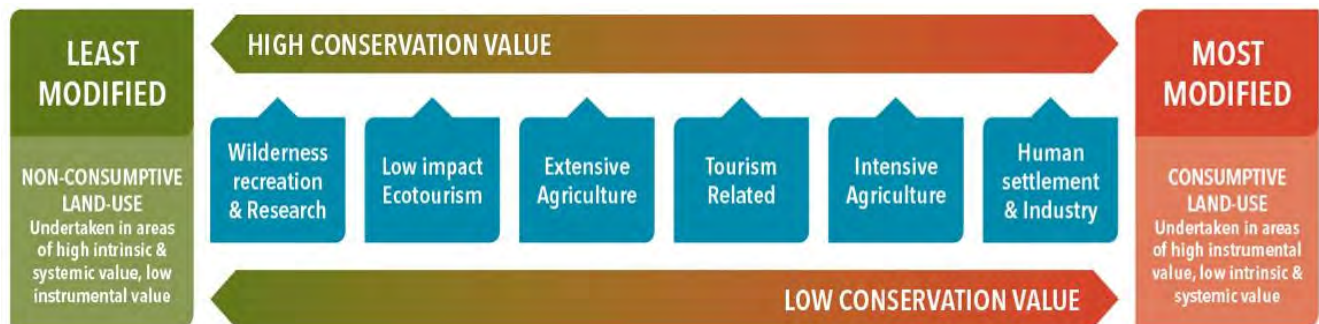 LEAST
MODIFIED
NON-CONSUMPTIVE
LAND-USE
Undertaken in areas
of high intrinsic &
systemic value, low
instrumental value
HIGH CONSERVATION VALUE
Wilderness
recreation
& Research
Low impact
Ecotourism
Extensive
Agriculture
Tourism
Related
Intensive
Agriculture
Human
settlement
& Industry
LOW CONSERVATION VALUE
MOST
MODIFIED
CONSUMPTIVE
LAND-USE
Undertaken in areas
of high instrumental
value, low intrinsic &
systemic value